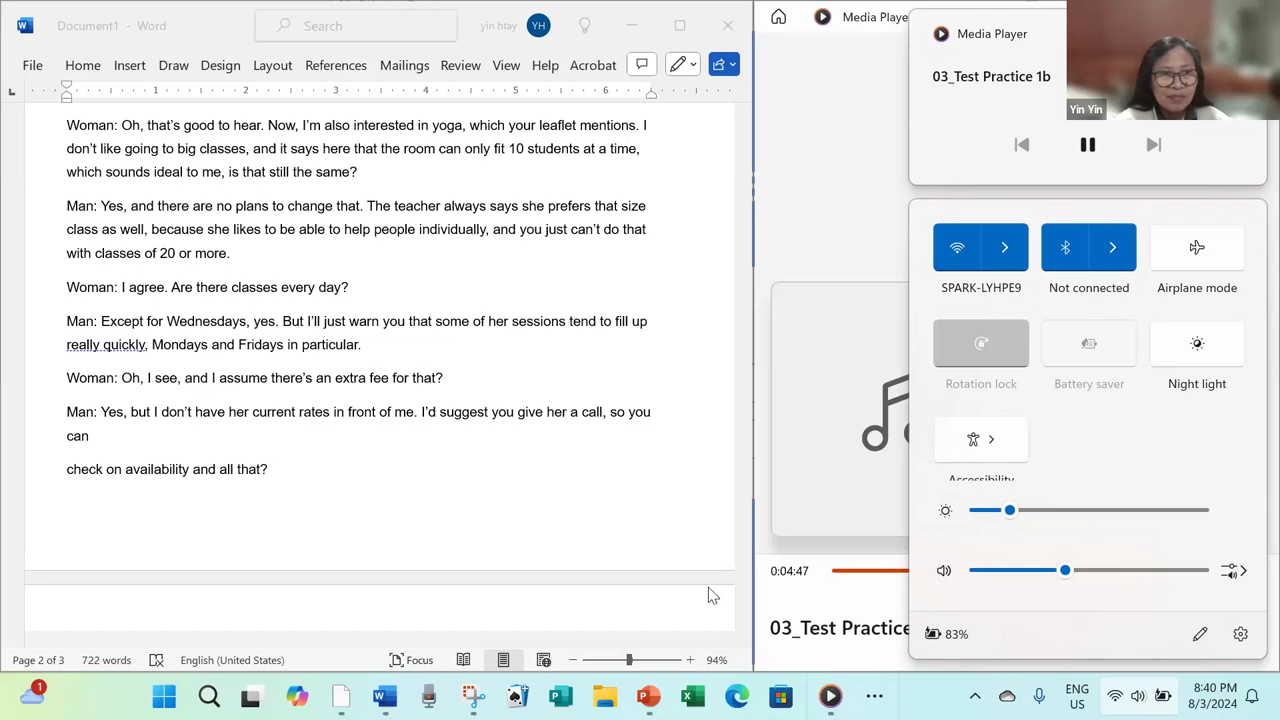 Document1 - Word
Search
yin htay
YH
File
Home
Insert
Draw
Design
Layout
References
Mailings
Review
View
Help
Acrobat
1
2
3
4
5
6
Woman: Oh, that's good to hear. Now, I'm also interested in yoga, which your leaflet mentions. I
don't like going to big classes, and it says here that the room can only fit 10 students at a time,
which sounds ideal to me, is that still the same?
Man: Yes, and there are no plans to change that. The teacher always says she prefers that size
class as well, because she likes to be able to help people individually, and you just can't do that
with classes of 20 or more.
Woman: I agree. Are there classes every day?
Man: Except for Wednesdays, yes. But I'll just warn you that some of her sessions tend to fill up
really quickly, Mondays and Fridays in particular.
Woman: Oh, I see, and I assume there's an extra fee for that?
Man: Yes, but I don't have her current rates in front of me. I'd suggest you give her a call, so you
can
check on availability and all that?
Page 2 of 3
722 words
English (United States)
Focus
94%
Media Playe
Media Player
03_Test Practice 1b
Yin Yin
SPARK-LYHPE9
Not connected
Airplane mode
Rotation lock
Battery saver
Night light
Accessibility
0:04:47
03_Test Practice
83%
1
ENG
US
8:40 PM
8/3/2024